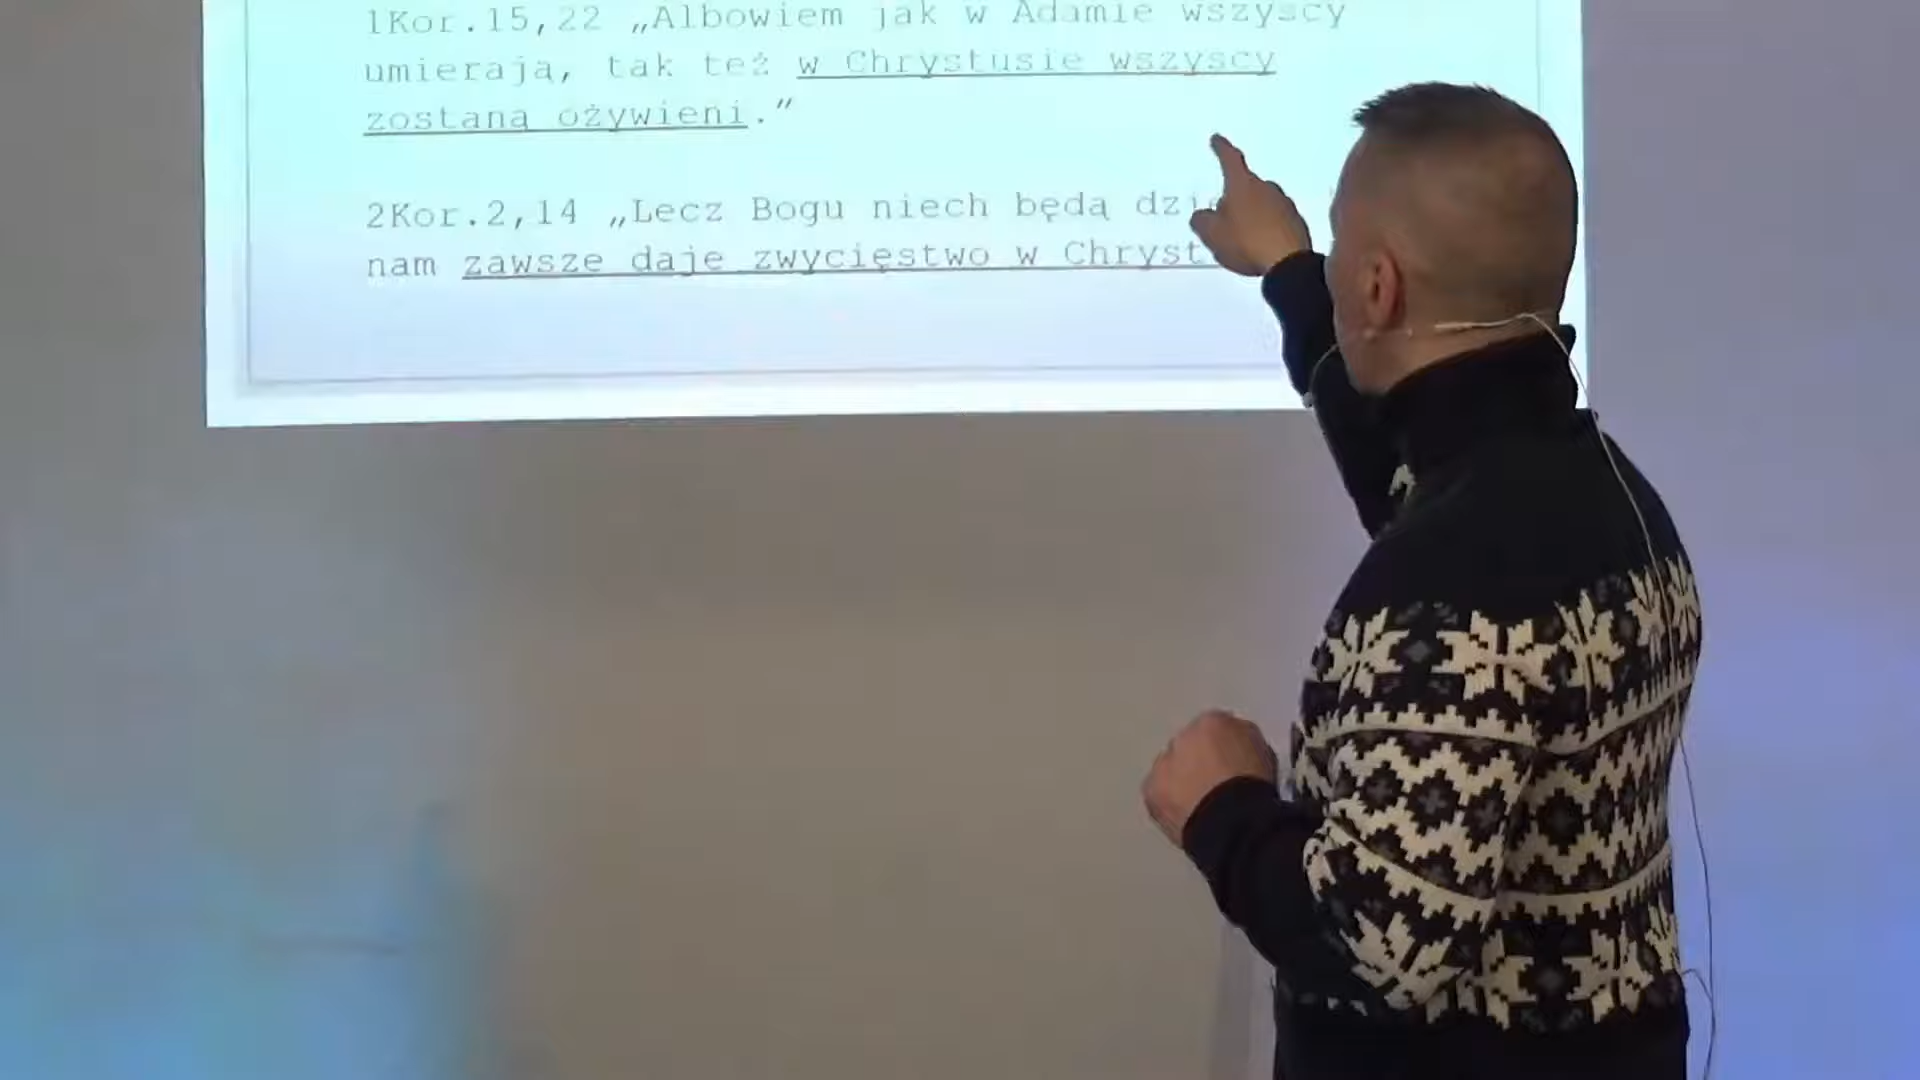 1Kor.15,22 „Albowiem jak w Adamie wszyscy
umierają, tak też w Chrystusie wszyscy
zostaną ożywieni.”
2Kor.2,14 „Lecz Bogu niech będą
nam zawsze daje zwycięstwo w